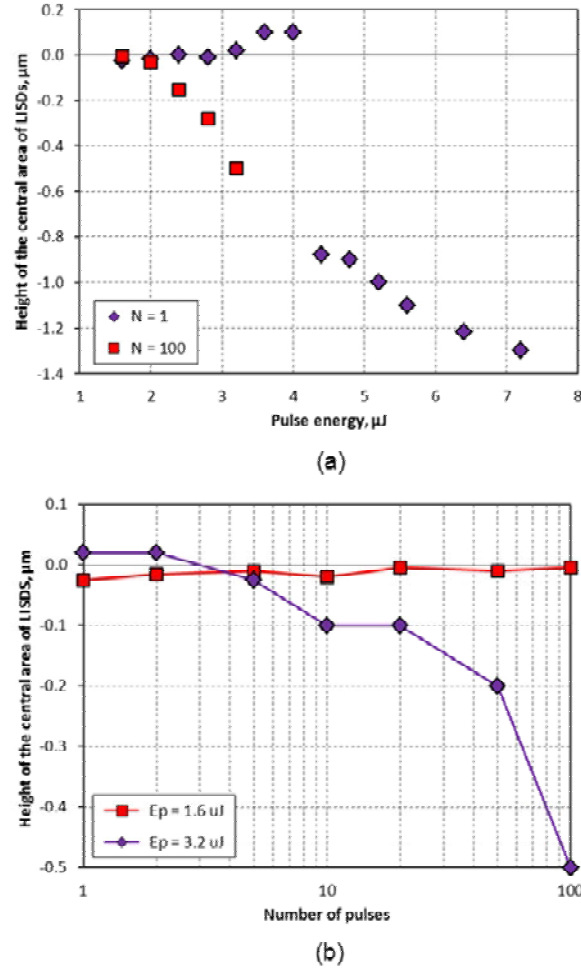 Height of the central area of LISDs, µm
0.2
0.0
-0.2
-0.4
-0.6
-0.8
-1.0
-1.2
-1.4
N = 1
N = 100
1 2 3 4 5 6 7 8
Pulse energy, µJ
(a)
Height of the central area of LISDS, µm
0.1
0.0
-0.1
-0.2
-0.3
-0.4
-0.5
Ep = 1.6 uJ
Ep = 3.2 uJ
1 10 100
Number of pulses
(b)